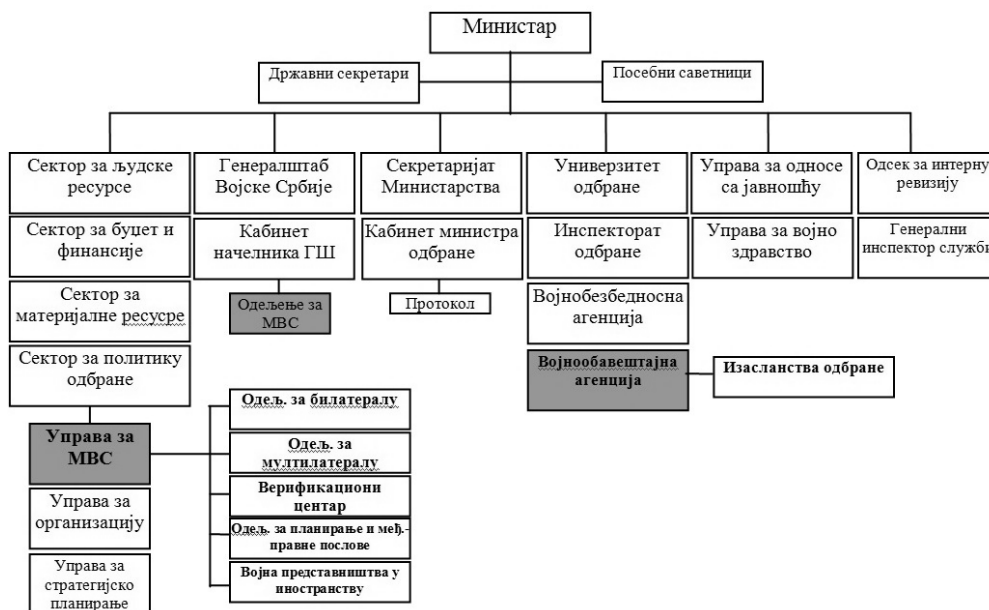 Министар
Државни секретари
Посебни саветници
Сектор за људске
ресурсе
Генералштаб
Војске Србије
Секретаријат
Министарства
Универзитет
одбране
Управа за односе
са јавношћу
Одсек за интерну
ревизију
Сектор за буџет и
финансије
Кабинет
начелника ГШ
Кабинет министра
одбране
Инспекторат
одбране
Управа за војно
здравство
Генерални
инспектор служби
Сектор за
материјалне ресусре
Одељење за
МВС
Протокол
Војнобезбедносна
агенција
Сектор за политику
одбране
Војнообавештајна
агенција
Изасланства одбране
Управа за
МВС
Одељ. за билатералу
Одељ. за
мултилатералу
Верификациони
центар
Одељ. за планирање и међ.-
правне послове
Војна представништва у
иностранству
Управа за
организацију
Управа за
стратегијско
планирање